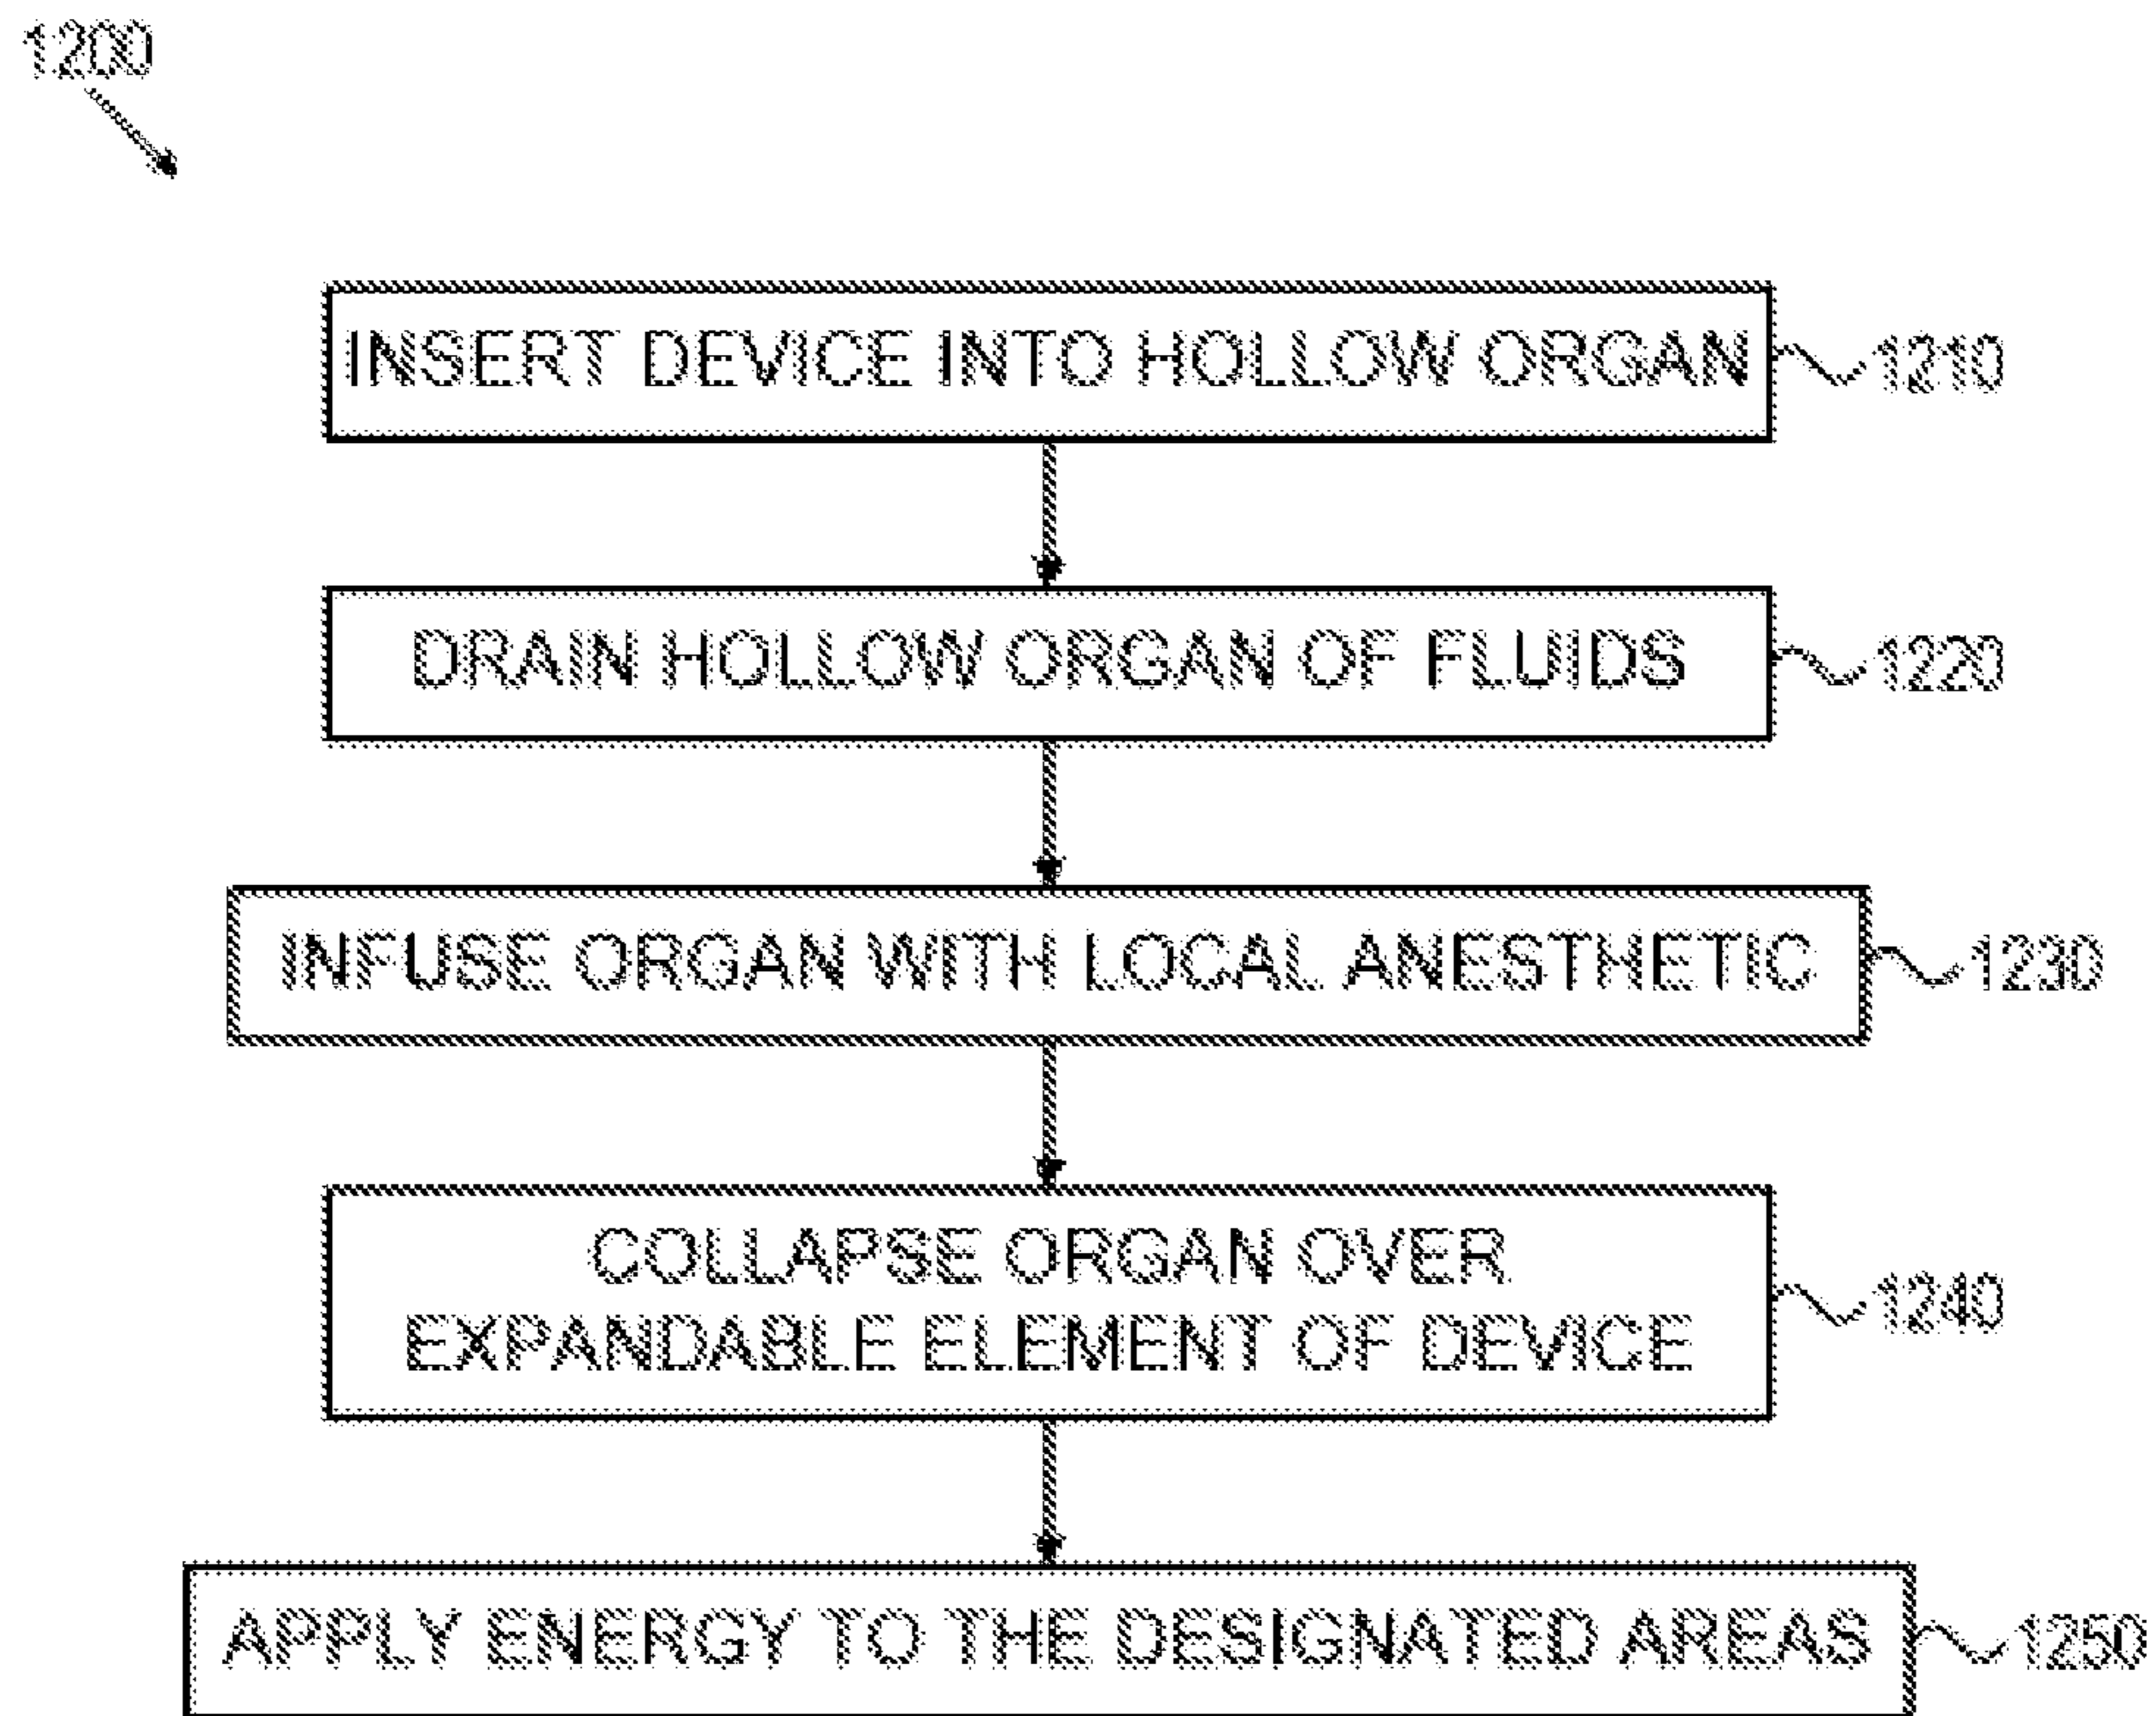 1200
INSERT DEVICE INTO HOLLOW ORGAN 1210
DRAIN HOLLOW ORGAN OF FLUIDS 1220
INFUSE ORGAN WITH LOCAL ANESTHETIC 1230
COLLAPSE ORGAN OVER
EXPANDABLE ELEMENT OF DEVICE 1240
APPLY ENERGY TO THE DESIGNATED AREAS 1250